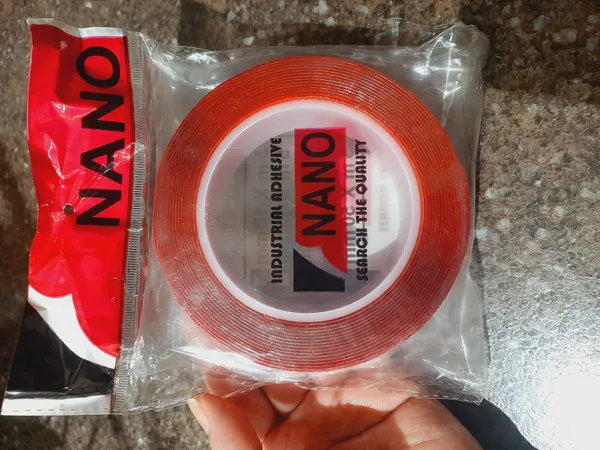 NANO
INDUSTRIAL ADHESIVE
NANO
SEARCH THE QUALITY